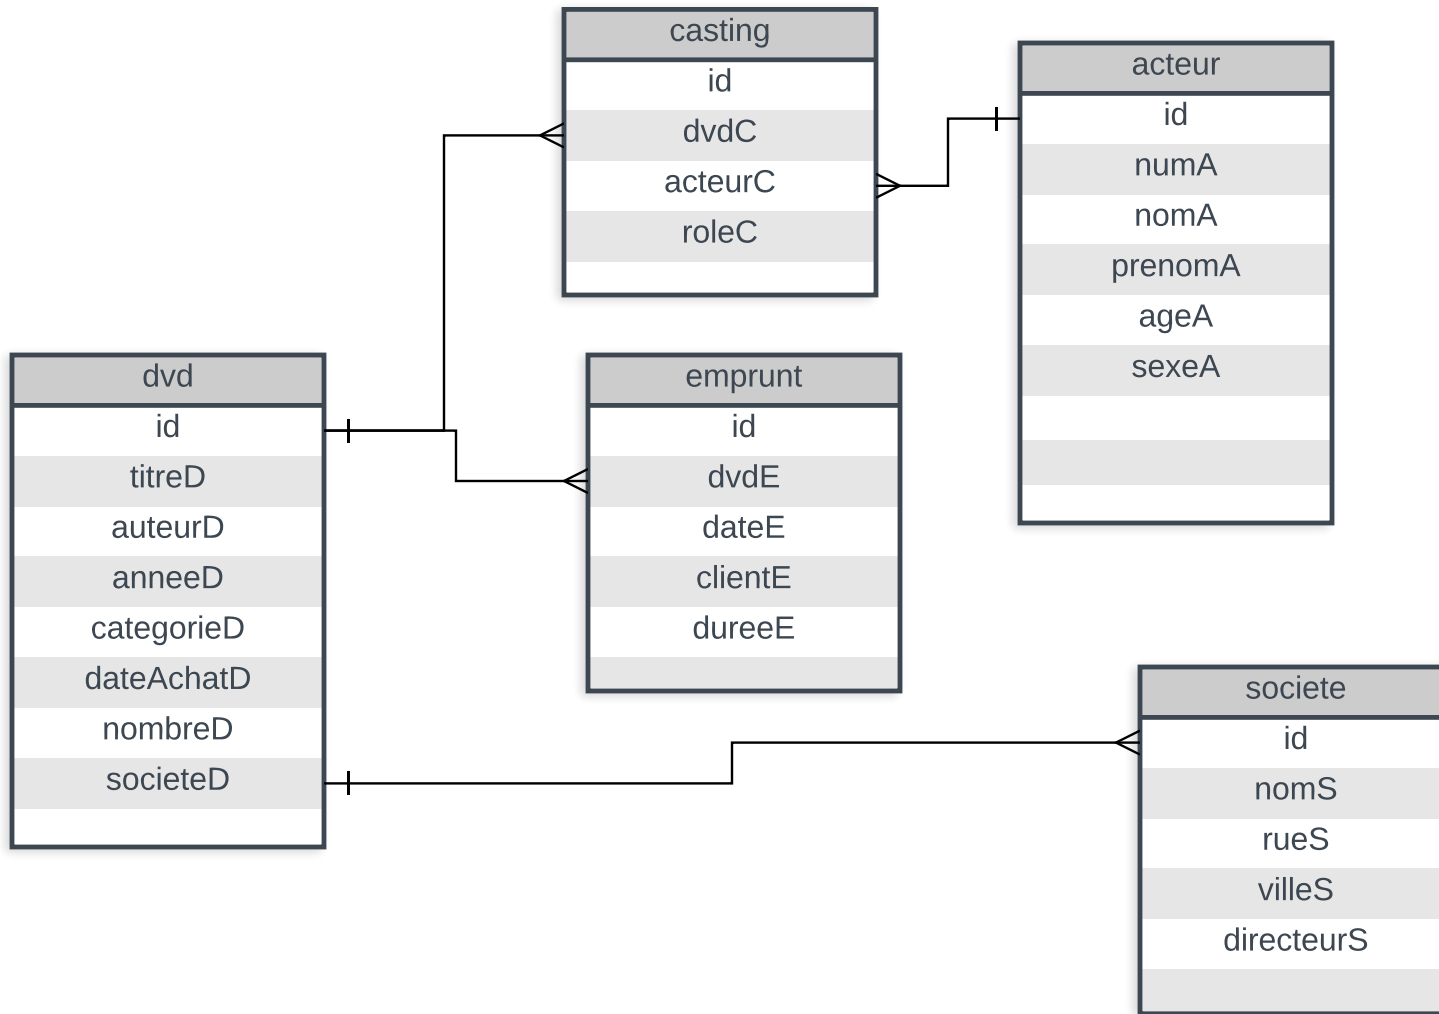 casting
id
dvdC
acteurC
roleC
acteur
id
numA
nomA
prenomA
ageA
sexeA
dvd
id
titreD
auteurD
anneeD
categorieD
dateAchatD
nombreD
societeD
emprunt
id
dvdE
dateE
clientE
dureeE
societe
id
nomS
rueS
villeS
directeurS